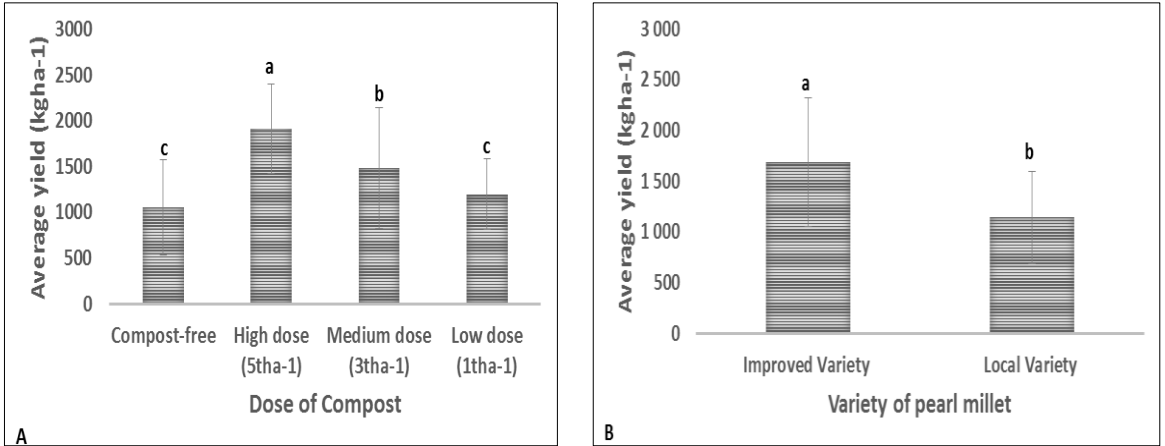 3000
2500
2000
1500
1000
500
0
Average yield (kgha-1)
c
a
b
c
Compost-free
High dose
(5tha-1)
Medium dose
(3tha-1)
Low dose
(1tha-1)
Dose of Compost
A
3 000
2 500
2 000
1 500
1 000
500
0
Average yield (kgha-1)
a
b
Improved Variety
Local Variety
Variety of pearl millet
B